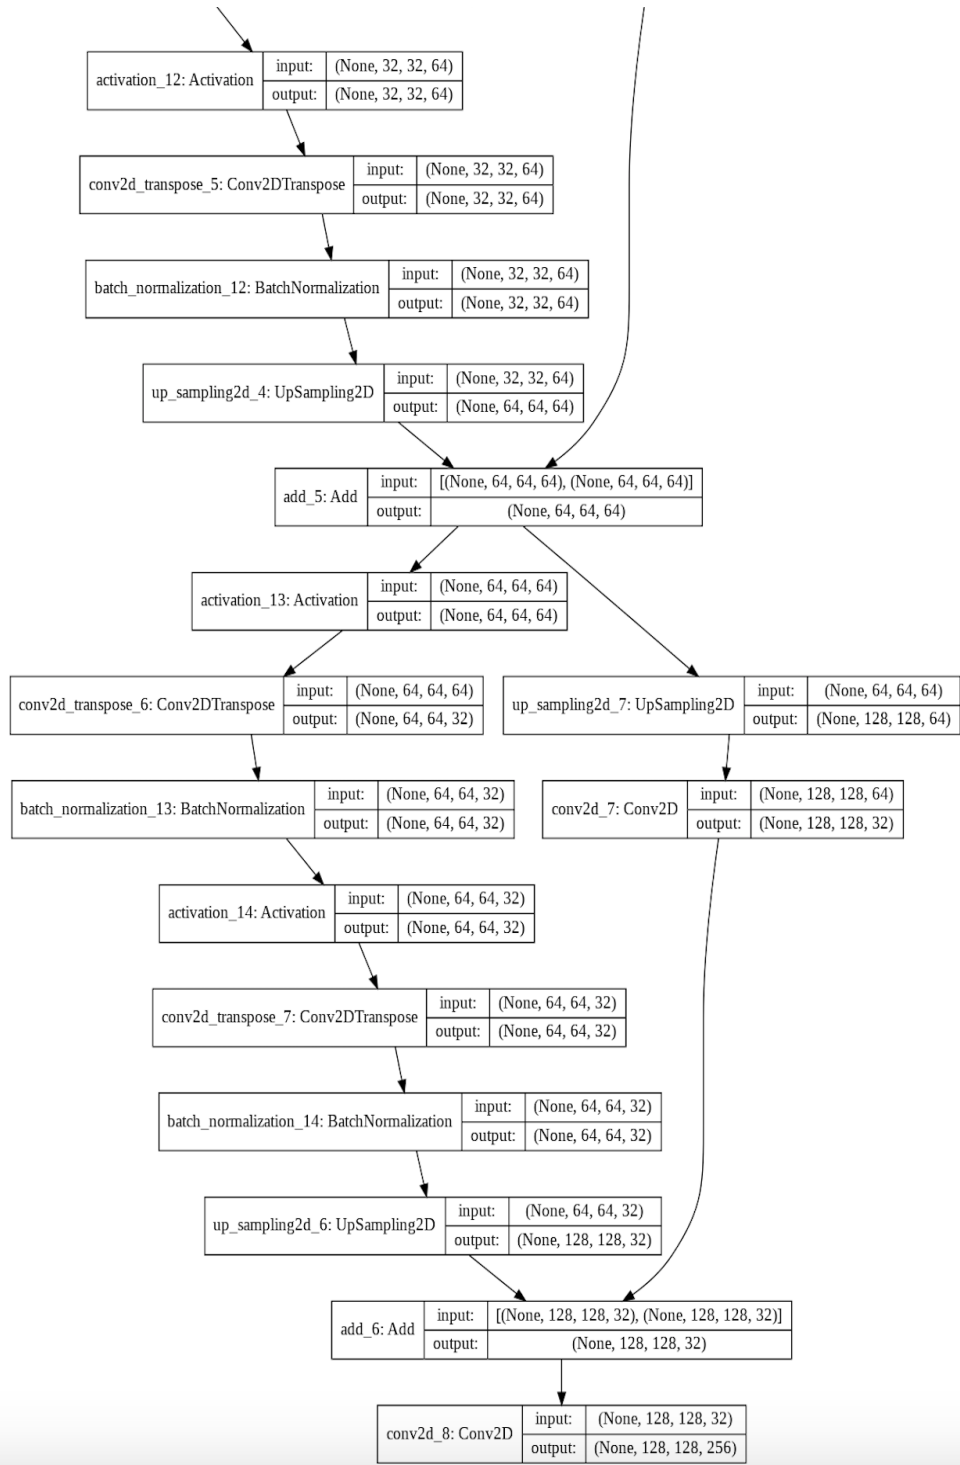 activation_12: Activation
input: (None, 32, 32, 64)
output: (None, 32, 32, 64)
conv2d_transpose_5: Conv2DTranspose
input: (None, 32, 32, 64)
output: (None, 32, 32, 64)
batch_normalization_12: BatchNormalization
input: (None, 32, 32, 64)
output: (None, 32, 32, 64)
up_sampling2d_4: UpSampling2D
input: (None, 32, 32, 64)
output: (None, 64, 64, 64)
add_5: Add
input: [(None, 64, 64, 64), (None, 64, 64, 64)]
output: (None, 64, 64, 64)
activation_13: Activation
input: (None, 64, 64, 64)
output: (None, 64, 64, 64)
conv2d_transpose_6: Conv2DTranspose
input: (None, 64, 64, 64)
output: (None, 64, 64, 32)
up_sampling2d_7: UpSampling2D
input: (None, 64, 64, 64)
output: (None, 128, 128, 64)
batch_normalization_13: BatchNormalization
input: (None, 64, 64, 32)
output: (None, 64, 64, 32)
conv2d_7: Conv2D
input: (None, 128, 128, 64)
output: (None, 128, 128, 32)
activation_14: Activation
input: (None, 64, 64, 32)
output: (None, 64, 64, 32)
conv2d_transpose_7: Conv2DTranspose
input: (None, 64, 64, 32)
output: (None, 64, 64, 32)
batch_normalization_14: BatchNormalization
input: (None, 64, 64, 32)
output: (None, 64, 64, 32)
up_sampling2d_6: UpSampling2D
input: (None, 64, 64, 32)
output: (None, 128, 128, 32)
add_6: Add
input: [(None, 128, 128, 32), (None, 128, 128, 32)]
output: (None, 128, 128, 32)
conv2d_8: Conv2D
input: (None, 128, 128, 32)
output: (None, 128, 128, 256)